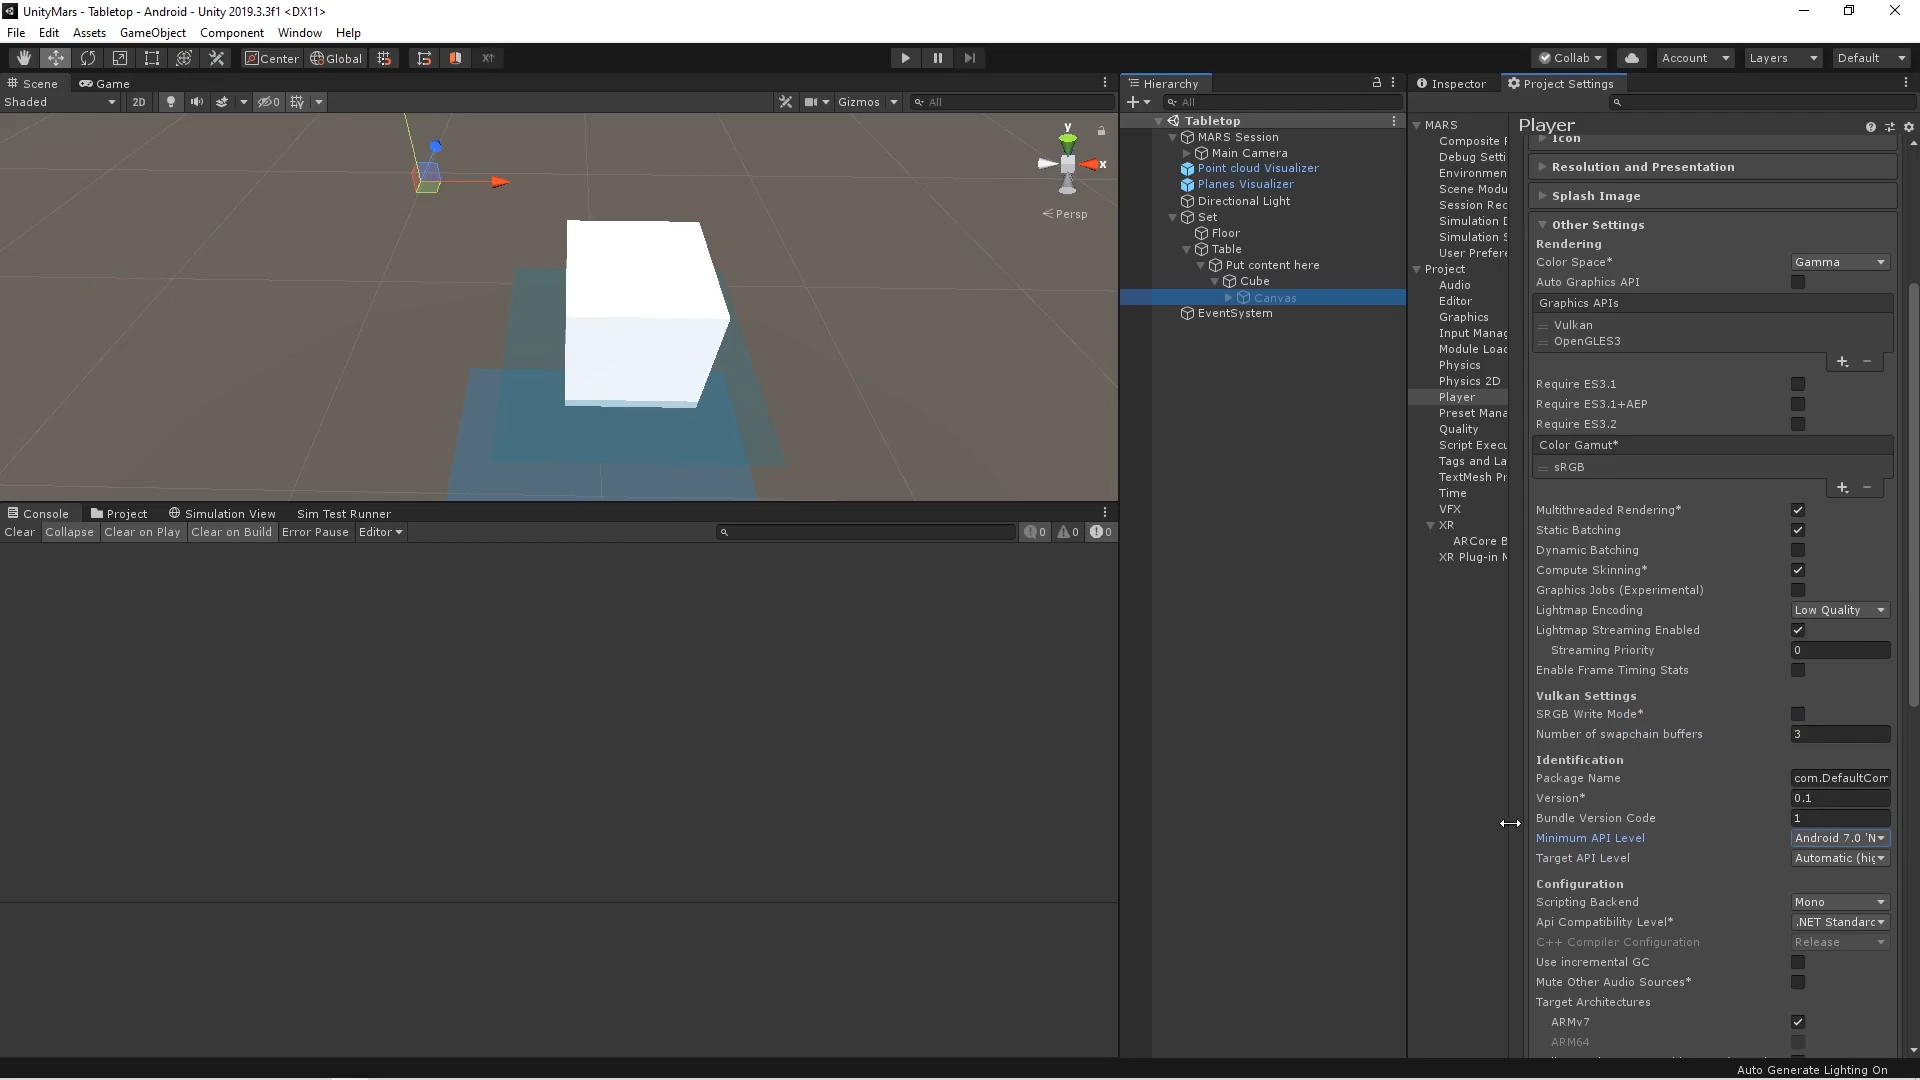 UnityMars - Tabletop - Android - Unity 2019.3.3f1 <DX11>
File Edit Assets GameObject Component Window Help
Center Global Collab Account Layers Default
Scene Game
Shaded 2D Gizmos All
y
x
Persp
Console Project Simulation View Sim Test Runner
Clear Collapse Clear on Play Clear on Build Error Pause Editor 0 0 0
Hierarchy
All
Tabletop
MARS Session
Main Camera
Point cloud Visualizer
Planes Visualizer
Directional Light
Set
Floor
Table
Put content here
Cube
Canvas
EventSystem
Inspector Project Settings
MARS
Composite
Debug Setti
Environmen
Scene Modu
Session Rec
Simulation
Simulation
User Prefere
Project
Audio
Editor
Graphics
Input Manag
Module Load
Physics
Physics 2D
Player
Preset Mana
Quality
Script Execu
Tags and La
TextMesh Pr
Time
VFX
XR
ARCore B
XR Plug-in
Player
Icon
Resolution and Presentation
Splash Image
Other Settings
Rendering
Color Space* Gamma
Auto Graphics API
Graphics APIs
Vulkan
OpenGLES3
Require ES3.1
Require ES3.1+AEP
Require ES3.2
Color Gamut*
sRGB
Multithreaded Rendering*
Static Batching
Dynamic Batching
Compute Skinning*
Graphics Jobs (Experimental)
Lightmap Encoding Low Quality
Lightmap Streaming Enabled
Streaming Priority 0
Enable Frame Timing Stats
Vulkan Settings
SRGB Write Mode*
Number of swapchain buffers 3
Identification
Package Name com.DefaultCom
Version* 0.1
Bundle Version Code 1
Minimum API Level Android 7.0 'N
Target API Level Automatic (hig
Configuration
Scripting Backend Mono
Api Compatibility Level* .NET Standard
C++ Compiler Configuration Release
Use incremental GC
Mute Other Audio Sources*
Target Architectures
ARMv7
ARM64
Auto Generate Lighting On